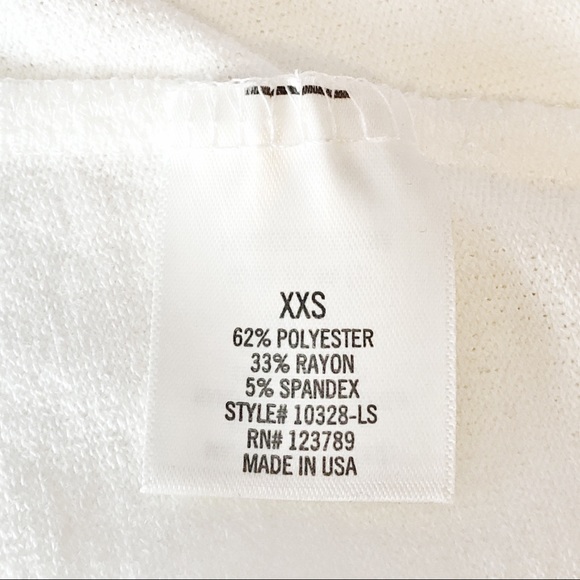 XXS
62% POLYESTER
33% RAYON
5% SPANDEX
STYLE# 10328-LS
RN# 123789
MADE IN USA